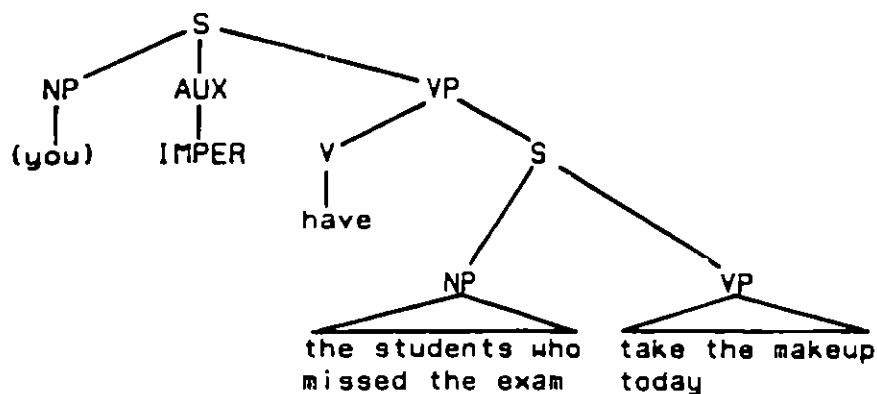 S
NP AUX VP
(you) IMPER V S
have
NP VP
the students who take the makeup
missed the exam today